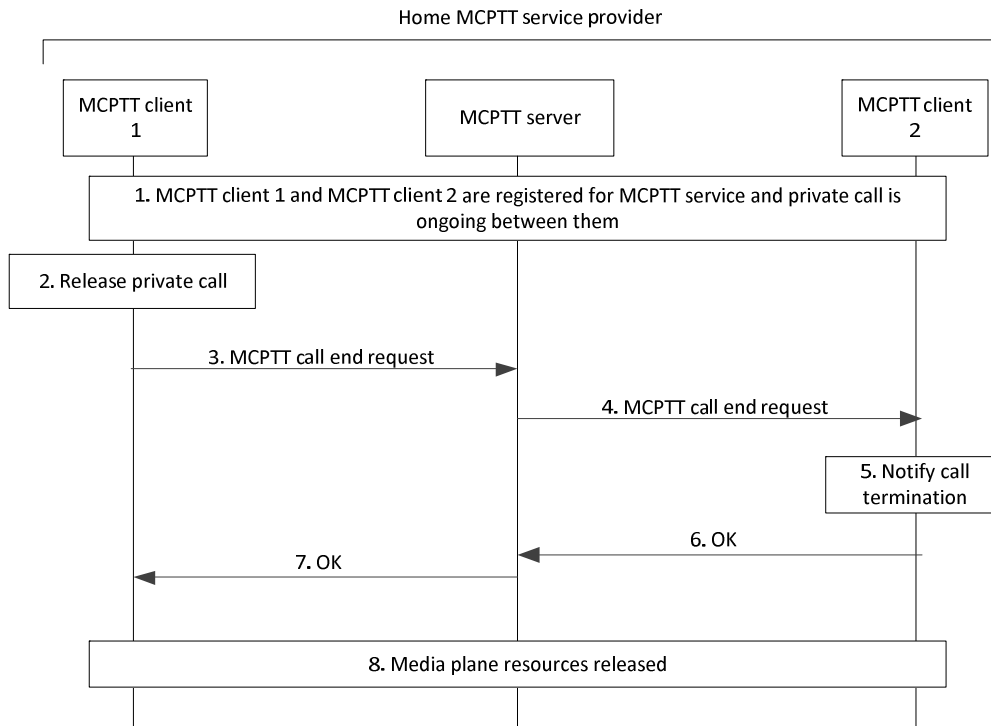 Home MCPTT service provider
MCPTT client
1
MCPTT server
MCPTT client
2
1. MCPTT client 1 and MCPTT client 2 are registered for MCPTT service and private call is
ongoing between them
2. Release private call
3. MCPTT call end request
4. MCPTT call end request
5. Notify call
termination
6. OK
7. OK
8. Media plane resources released